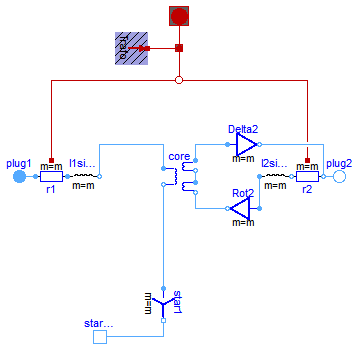 Trafo
core
Delta2
m=m
plug1
m=m
r1
l1si...
m=m
Rot2
m=m
l2si...
m=m
m=m
r2
plug2
star1
m=m
star...